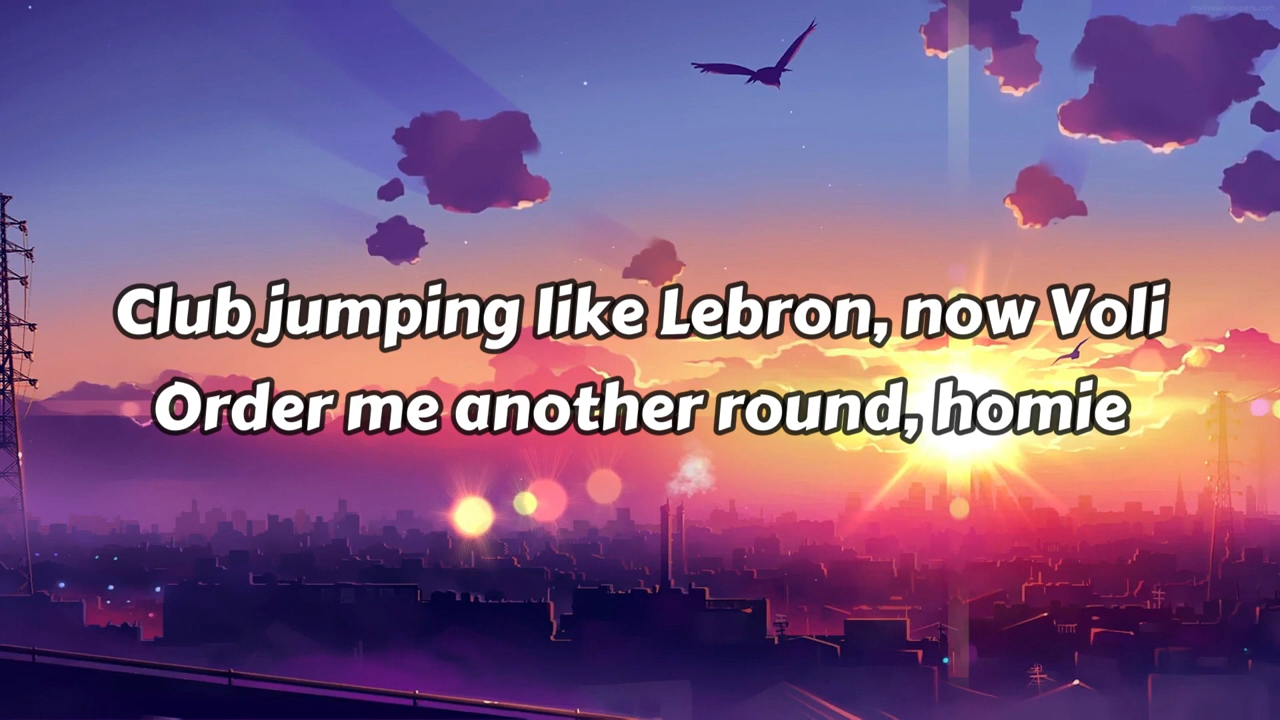 Club jumping like Lebron, now Voli
Order me another round, homie